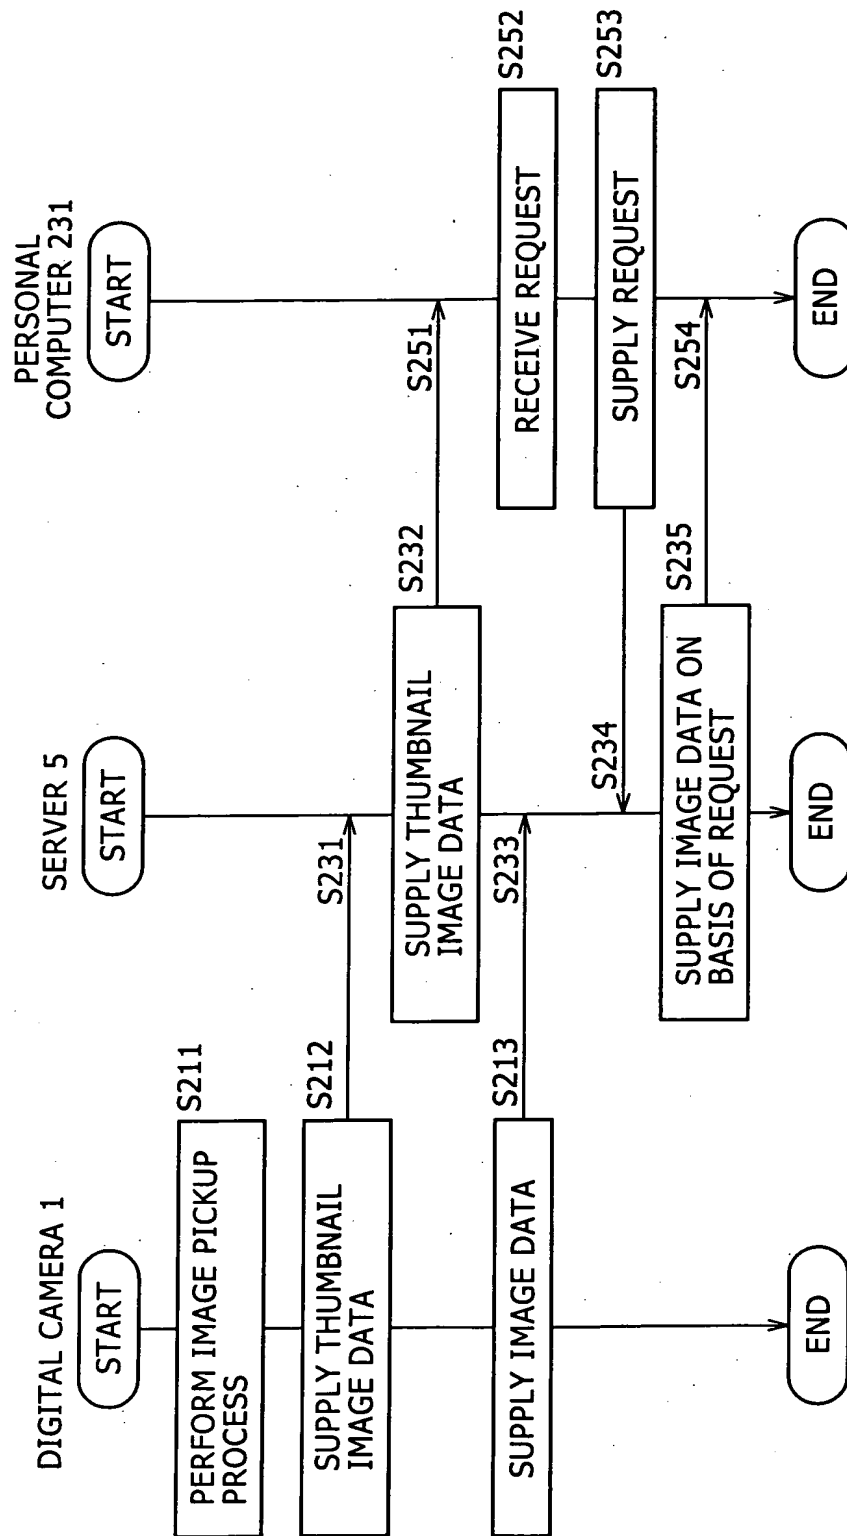 DIGITAL CAMERA 1
START
PERFORM IMAGE PICKUP
PROCESS
S211
SUPPLY THUMBNAIL
IMAGE DATA
S212
SUPPLY IMAGE DATA
S213
END
SERVER 5
START
S231
SUPPLY THUMBNAIL
IMAGE DATA
S232
S233
S234
SUPPLY IMAGE DATA ON
BASIS OF REQUEST
S235
END
PERSONAL
COMPUTER 231
START
S251
RECEIVE REQUEST
S252
SUPPLY REQUEST
S253
S254
END